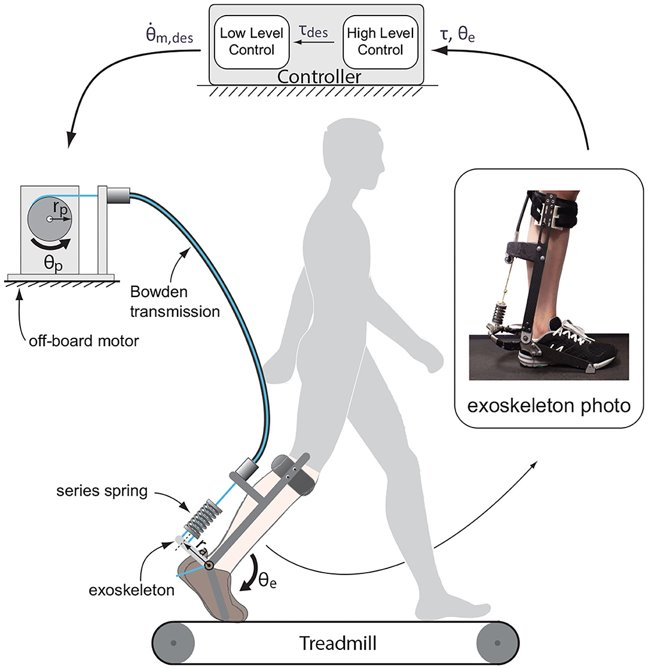 θ̇m,des
Low Level
Control
τdes
High Level
Control
τ, θe
Controller
rp
θp
Bowden
transmission
off-board motor
exoskeleton photo
series spring
ra
exoskeleton
θe
Treadmill